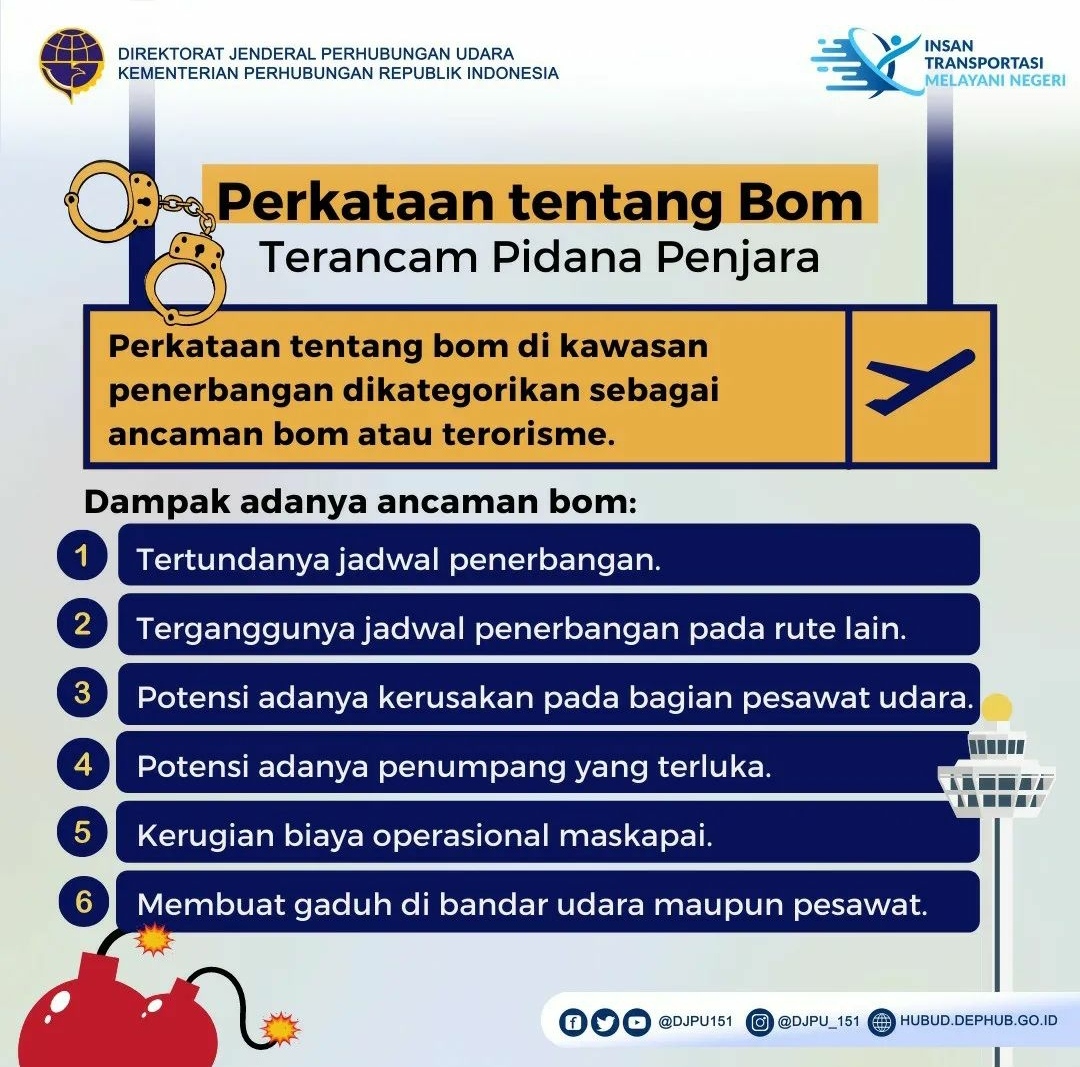 DIREKTORAT JENDERAL PERHUBUNGAN UDARA
KEMENTERIAN PERHUBUNGAN REPUBLIK INDONESIA
INSAN
TRANSPORTASI
MELAYANI NEGERI
Perkataan tentang Bom
Terancam Pidana Penjara
Perkataan tentang bom di kawasan
penerbangan dikategorikan sebagai
ancaman bom atau terorisme.
Dampak adanya ancaman bom:
1 Tertundanya jadwal penerbangan.
2 Terganggunya jadwal penerbangan pada rute lain.
3 Potensi adanya kerusakan pada bagian pesawat udara.
4 Potensi adanya penumpang yang terluka.
5 Kerugian biaya operasional maskapai.
6 Membuat gaduh di bandar udara maupun pesawat.
@DJPU151 @DJPU_151 HUBUD.DEPHUB.GO.ID